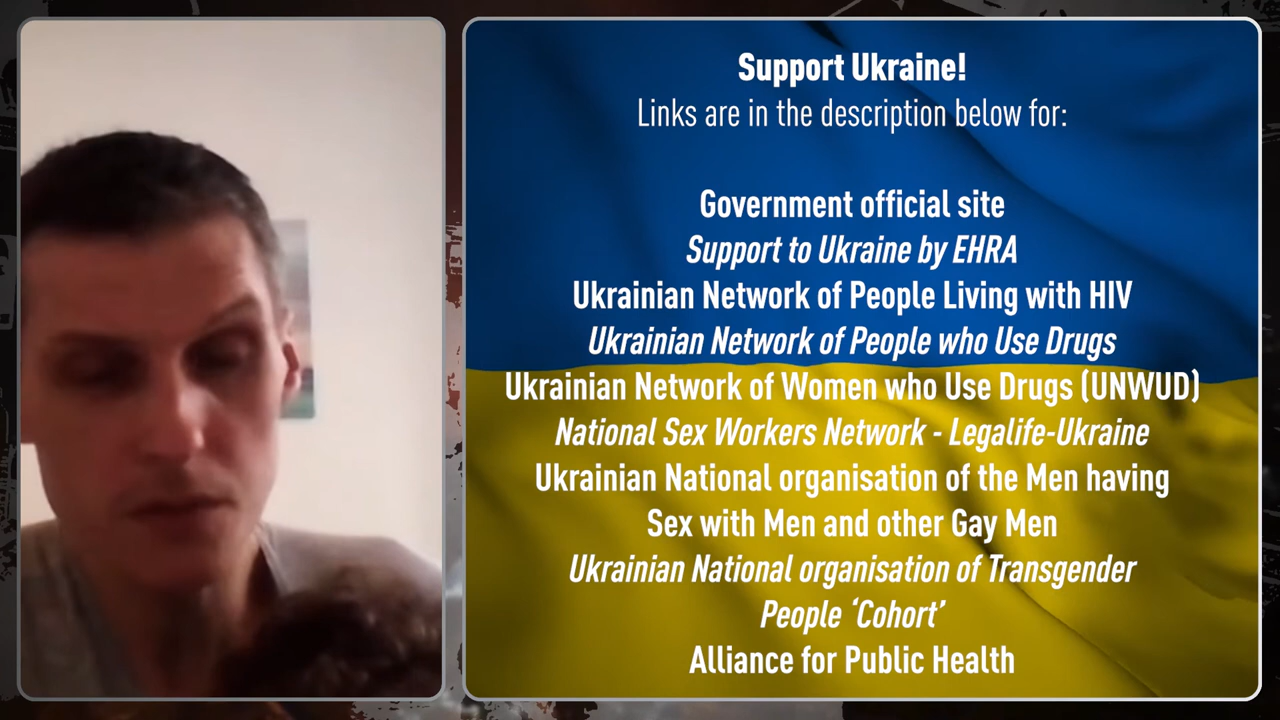 Support Ukraine!
Links are in the description below for:
Government official site
Support to Ukraine by EHRA
Ukrainian Network of People Living with HIV
Ukrainian Network of People who Use Drugs
Ukrainian Network of Women who Use Drugs (UNWUD)
National Sex Workers Network - Legalife-Ukraine
Ukrainian National organisation of the Men having
Sex with Men and other Gay Men
Ukrainian National organisation of Transgender
People ‘Cohort’
Alliance for Public Health